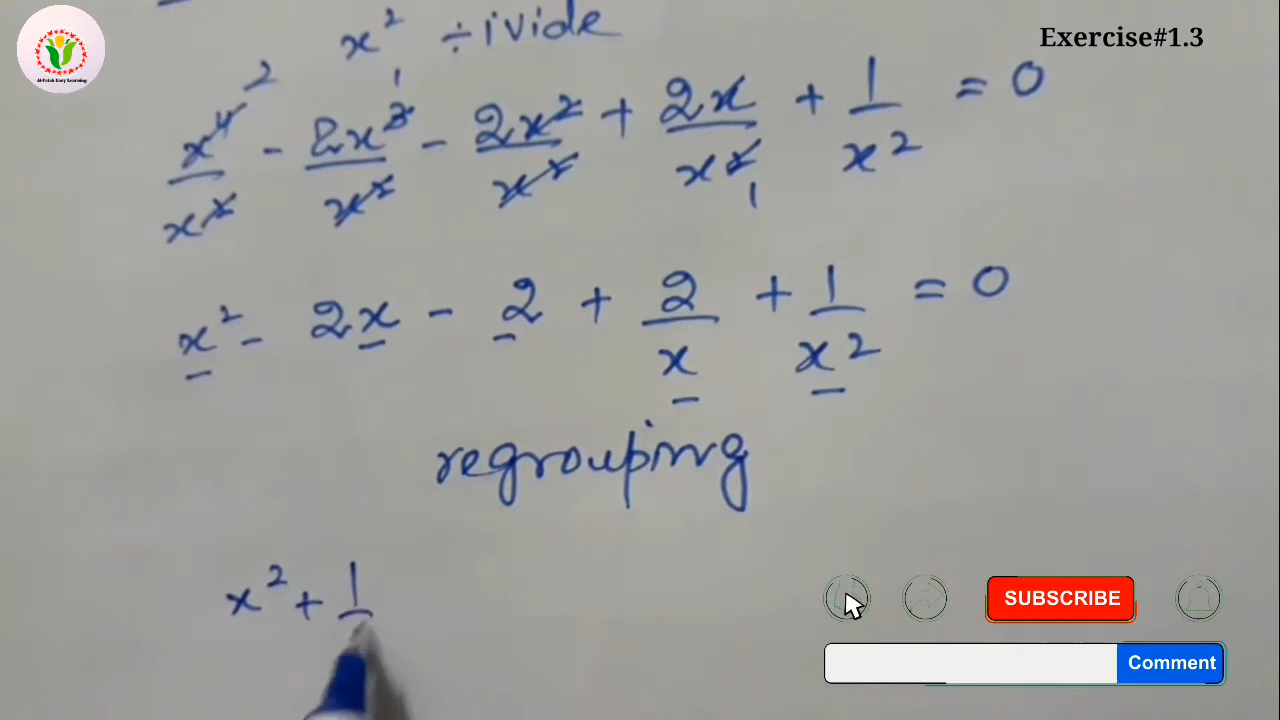 Exercise#1.3
x² ÷ivide
x⁴/x² - 2x³/x² - 2x²/x² + 2x/x² + 1/x² = 0
x² - 2x - 2 + 2/x + 1/x² = 0
regrouping
x² + 1
SUBSCRIBE
Comment